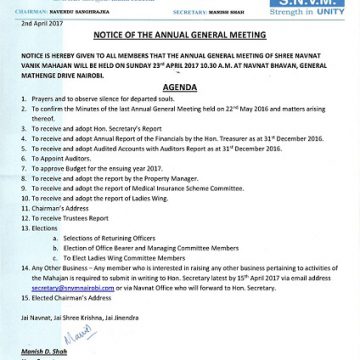 S.N.V.M.
CHAIRMAN: NAVTEJ SANGHRAJKA SECRETARY: MANISH SHAH Strength in UNITY
2nd April 2017
NOTICE OF THE ANNUAL GENERAL MEETING
NOTICE IS HEREBY GIVEN TO ALL MEMBERS THAT THE ANNUAL GENERAL MEETING OF SHREE NAVNAT
VANIK MAHAJAN WILL BE HELD ON SUNDAY 23rd APRIL 2017 10.30 A.M. AT NAVNAT BHAVAN, GENERAL
MATHENGE DRIVE NAIROBI.
AGENDA
1. Prayers and to observe silence for departed souls.
2. To confirm the Minutes of the last Annual General Meeting held on 22nd May 2016 and matters arising
thereof.
3. To receive and adopt Hon. Secretary's Report
4. To receive and adopt Annual Report of the Financials by the Hon. Treasurer as at 31st December 2016.
5. To receive and adopt Audited Accounts with Auditors Report as at 31st December 2016.
6. To Appoint Auditors.
7. To approve Budget for the ensuing year 2017.
8. To receive and adopt the report by the Property Manager.
9. To receive and adopt the report of Medical Insurance Scheme Committee.
10. To receive and adopt the report of Ladies Wing.
11. Chairman's Address
12. To receive Trustees Report
13. Elections
a. Selections of Returning Officers
b. Election of Office Bearer and Managing Committee Members
c. To Elect Ladies Wing Committee Members
14. Any Other Business – Any member who is interested in raising any other business pertaining to activities of
the Mahajan is required to submit in writing to Hon. Secretary latest by 15th April 2017 via email address
secretary@snvmnairobi.com or via Navnat Office who will forward to Hon. Secretary.
15. Elected Chairman's Address
Jai Navnat, Jai Shree Krishna, Jai Jinendra
Manish D. Shah